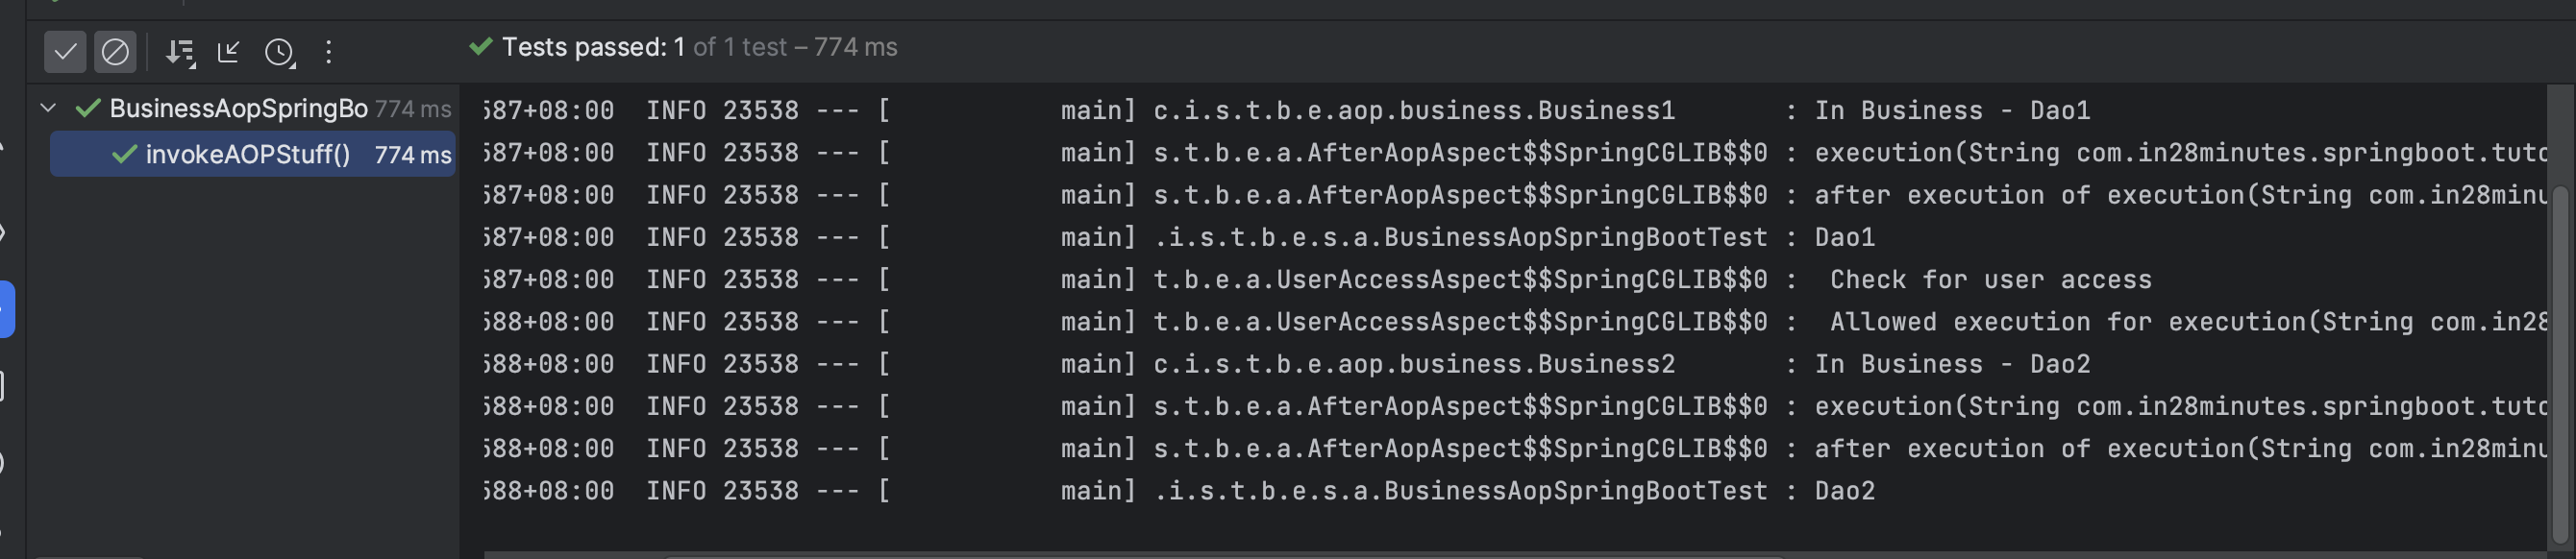 Tests passed: 1 of 1 test – 774 ms
BusinessAopSpringBo 774 ms
invokeAOPStuff() 774 ms
587+08:00  INFO 23538 --- [           main] c.i.s.t.b.e.aop.business.Business1       : In Business - Dao1
587+08:00  INFO 23538 --- [           main] s.t.b.e.a.AfterAopAspect$$SpringCGLIB$$0 : execution(String com.in28minutes.springboot.tuto
587+08:00  INFO 23538 --- [           main] s.t.b.e.a.AfterAopAspect$$SpringCGLIB$$0 : after execution of execution(String com.in28minu
587+08:00  INFO 23538 --- [           main] .i.s.t.b.e.s.a.BusinessAopSpringBootTest : Dao1
587+08:00  INFO 23538 --- [           main] t.b.e.a.UserAccessAspect$$SpringCGLIB$$0 :  Check for user access
588+08:00  INFO 23538 --- [           main] t.b.e.a.UserAccessAspect$$SpringCGLIB$$0 :  Allowed execution for execution(String com.in28
588+08:00  INFO 23538 --- [           main] c.i.s.t.b.e.aop.business.Business2       : In Business - Dao2
588+08:00  INFO 23538 --- [           main] s.t.b.e.a.AfterAopAspect$$SpringCGLIB$$0 : execution(String com.in28minutes.springboot.tuto
588+08:00  INFO 23538 --- [           main] s.t.b.e.a.AfterAopAspect$$SpringCGLIB$$0 : after execution of execution(String com.in28minu
588+08:00  INFO 23538 --- [           main] .i.s.t.b.e.s.a.BusinessAopSpringBootTest : Dao2